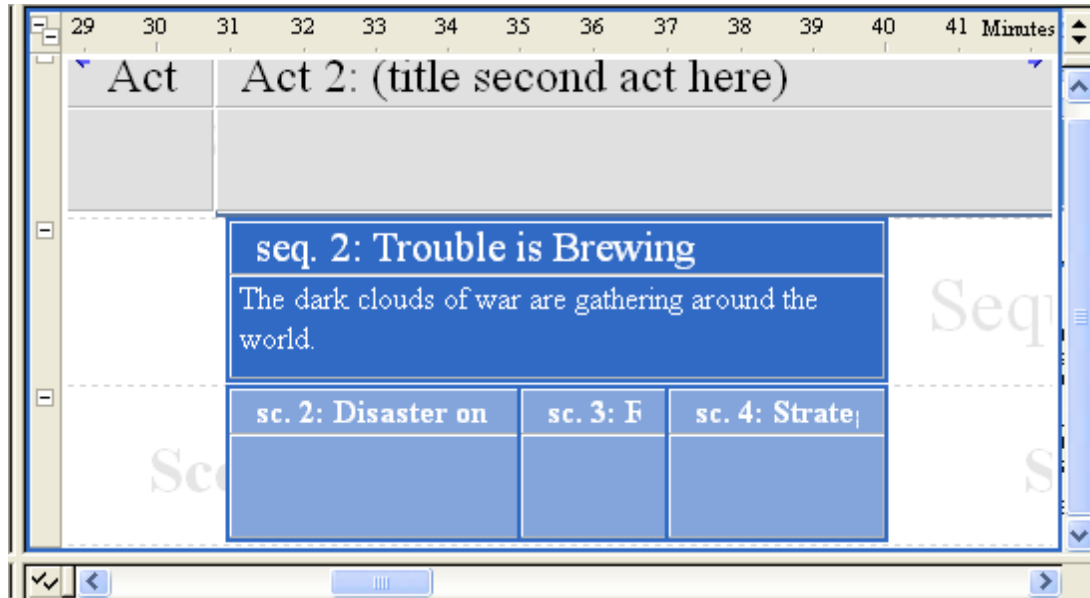 29 30 31 32 33 34 35 36 37 38 39 40 41 Minutes
Act Act 2: (title second act here)
seq. 2: Trouble is Brewing
The dark clouds of war are gathering around the
world.
Sequ
sc. 2: Disaster on sc. 3: sc. 4: Strate
Sce S